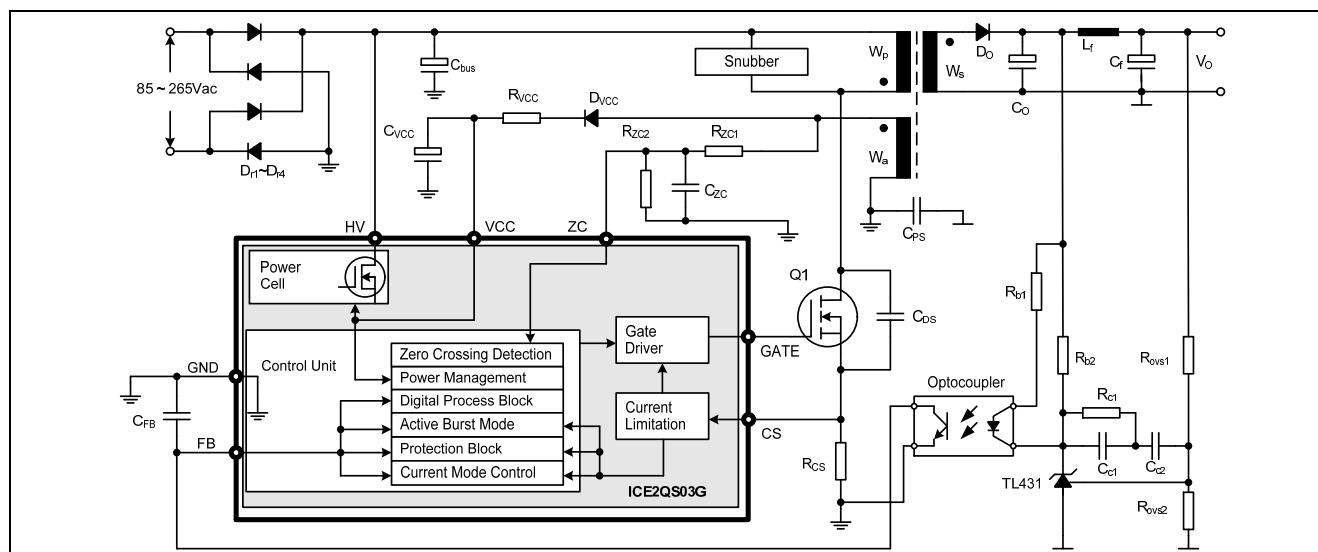 85 ~ 265Vac
Dr1~Dr4
Cbus
Snubber
Wp
Ws
DO
CO
Lf
Cf
VO
CVCC
RVCC
DVCC
RZC2
RZC1
CZC
Wa
CPS
HV
VCC
ZC
Power
Cell
Q1
CDS
Rb1
Gate
Driver
GATE
Control Unit
Zero Crossing Detection
Power Management
Digital Process Block
Active Burst Mode
Protection Block
Current Mode Control
Current
Limitation
GND
CFB
FB
CS
RCS
ICE2QS03G
Optocoupler
Rb2
Rovs1
Rc1
Cc1
Cc2
TL431
Rovs2